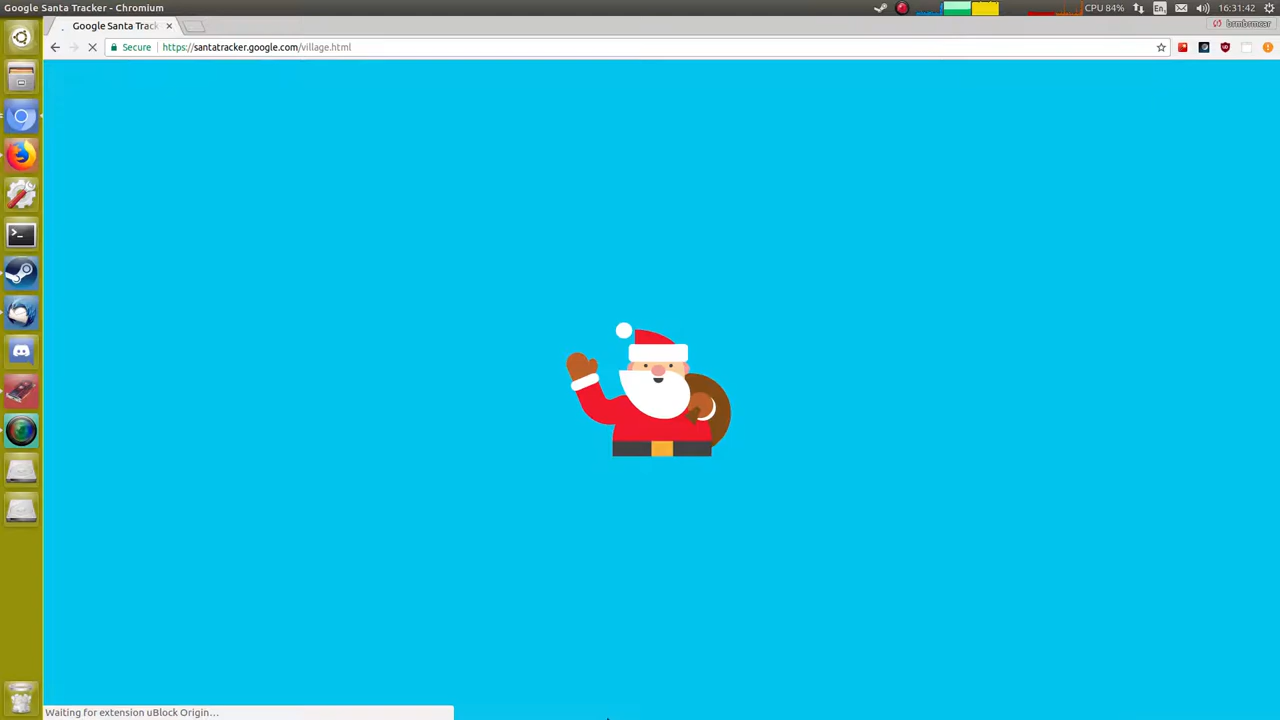 Google Santa Tracker - Chromium
CPU 84%
En
16:31:42
Google Santa Track
brmbrmcar
Secure
https://santatracker.google.com/village.html
Waiting for extension uBlock Origin...